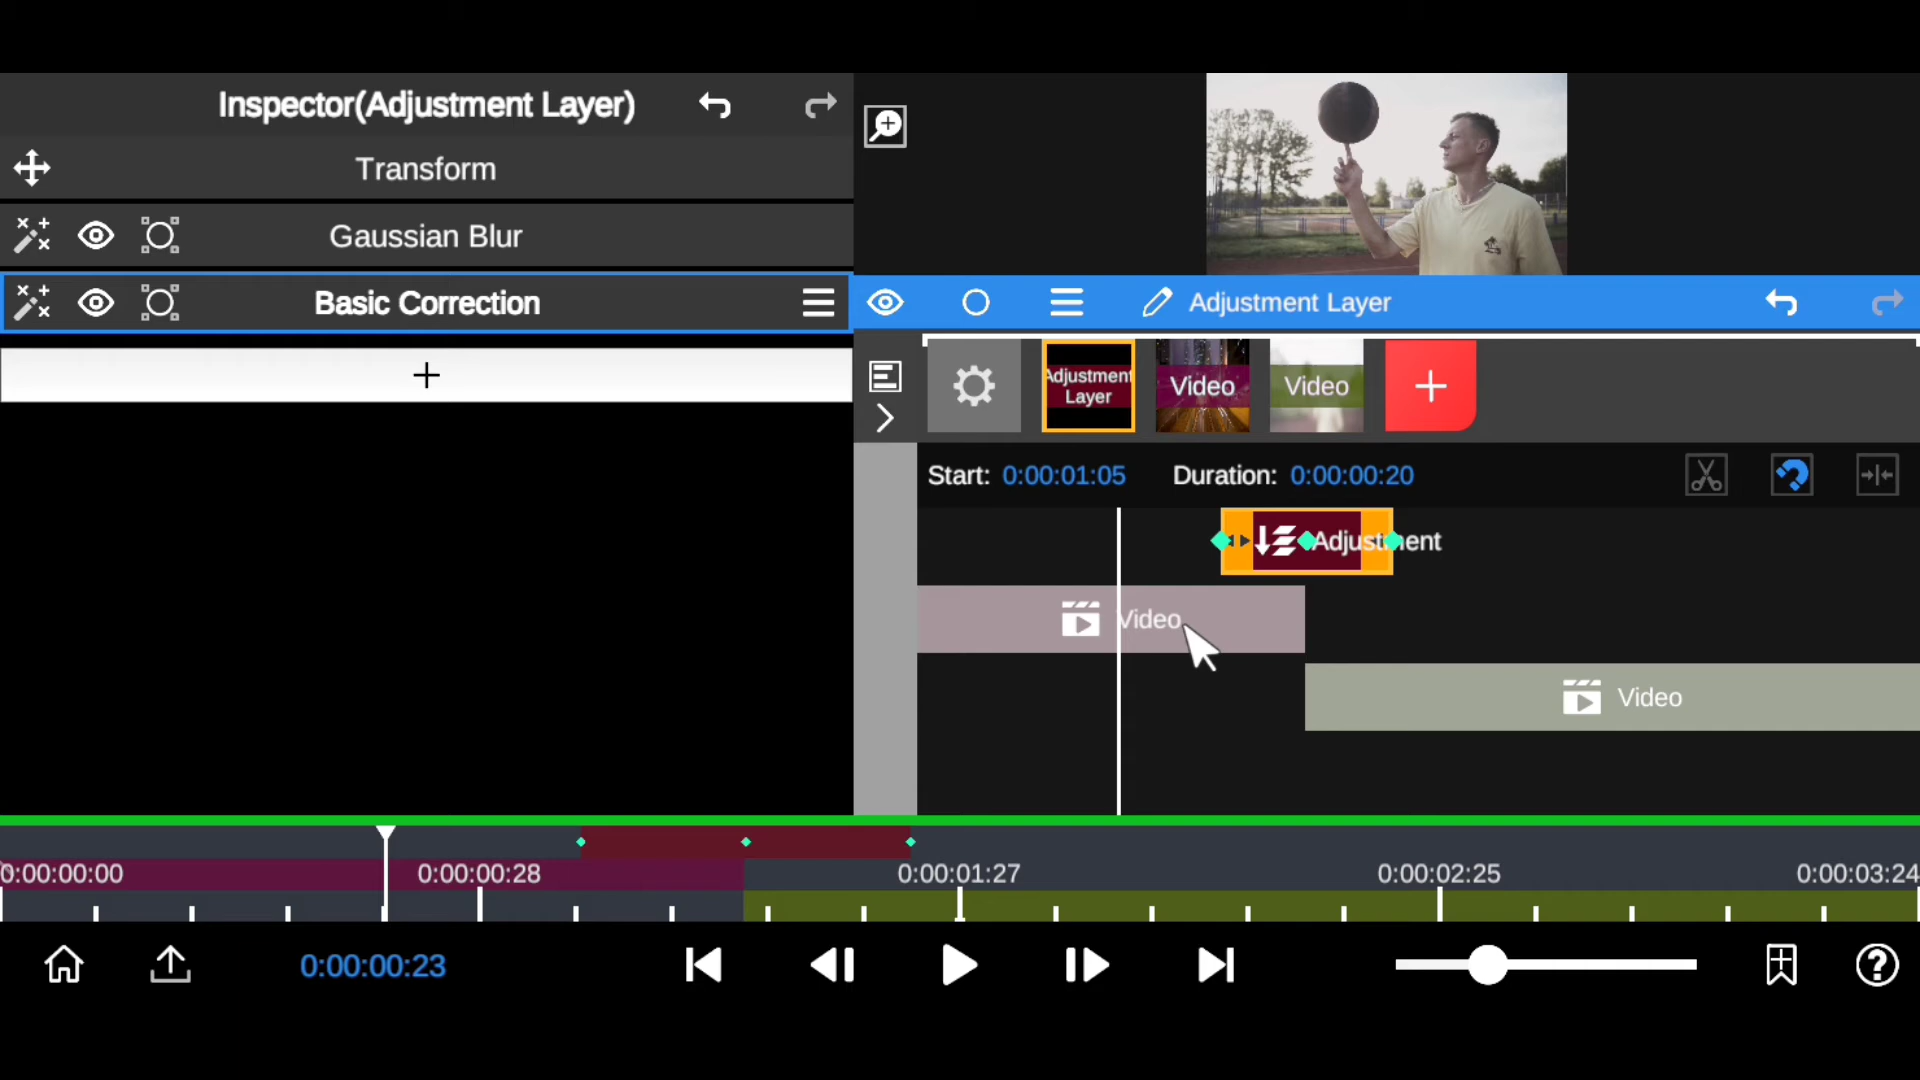 Inspector(Adjustment Layer)
Transform
Gaussian Blur
Basic Correction
+
Adjustment Layer
Adjustment
Layer
Video
Video
+
Start: 0:00:01:05 Duration: 0:00:00:20
Adjustment
Video
Video
0:00:00:00 0:00:00:28 0:00:01:27 0:00:02:25 0:00:03:24
0:00:00:23